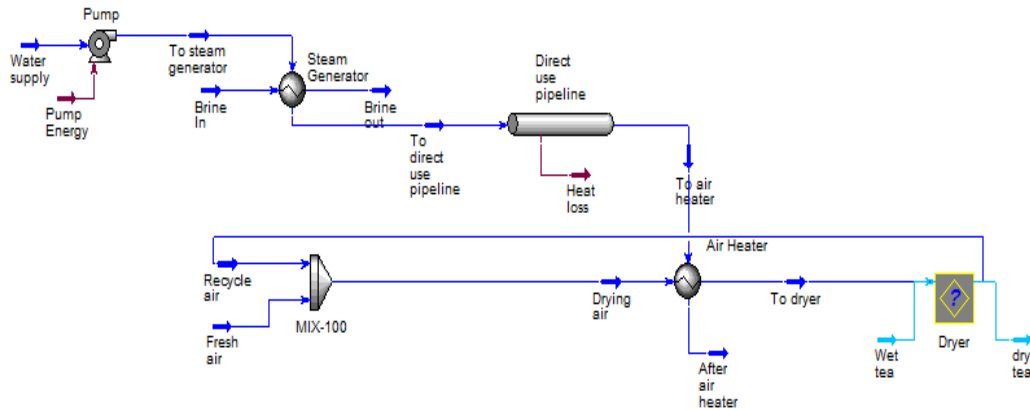 Pump
Water
supply
To steam
generator
Steam
Generator
Pump
Energy
Brine
In
Brine
out
Direct
use
pipeline
To
direct
use
pipeline
Heat
loss
To air
heater
Air Heater
Recycle
air
MIX-100
Fresh
air
Drying
air
To dryer
After
air
heater
Wet
tea
?
Dryer
dry
tea